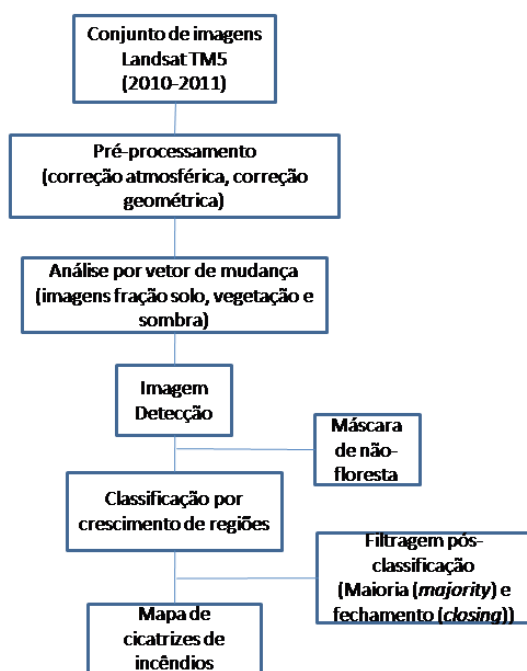 Conjunto de imagens
Landsat TM5
(2010-2011)
Pré-processamento
(correção atmosférica, correção
geométrica)
Análise por vetor de mudança
(imagens fração solo, vegetação e
sombra)
Imagem
Detecção
Máscara
de não-
floresta
Classificação por
crescimento de regiões
Filtragem pós-
classificação
(Maioria (majority) e
fechamento (closing))
Mapa de
cicatrizes de
incêndios